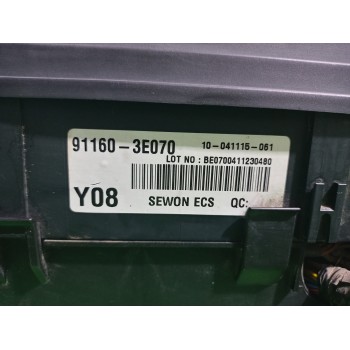 91160-3E070 10-041115-061
LOT NO : BE0700411230480
Y08 SEWON ECS QC: